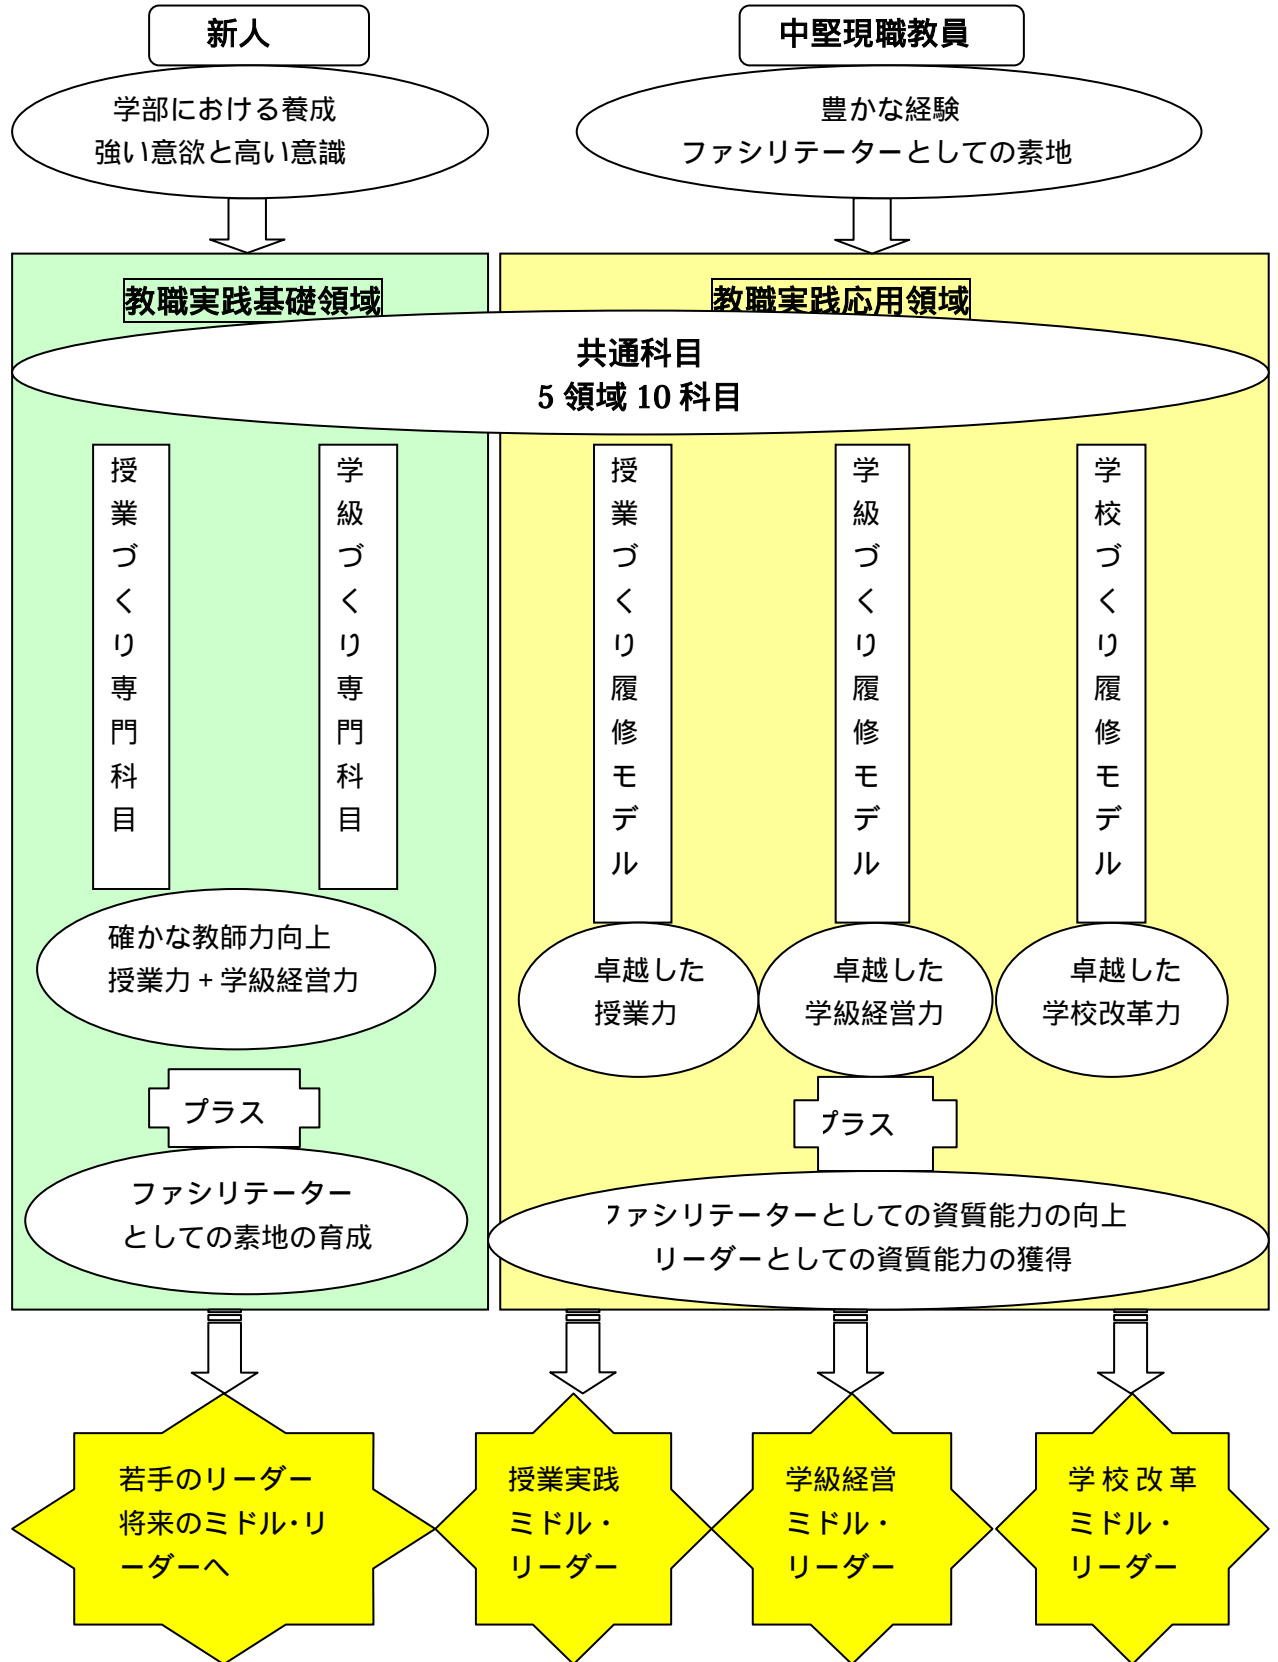 新人
学部における養成
強い意欲と高い意識
中堅現職教員
豊かな経験
ファシリテーターとしての素地
教職実践基礎領域
教職実践応用領域
共通科目
5 領域 10 科目
授業づくり専門科目
学級づくり専門科目
授業づくり履修モデル
学級づくり履修モデル
学校づくり履修モデル
確かな教師力向上
授業力 + 学級経営力
卓越した
授業力
卓越した
学級経営力
卓越した
学校改革力
プラス
プラス
ファシリテーター
としての素地の育成
ファシリテーターとしての資質能力の向上
リーダーとしての資質能力の獲得
若手のリーダー
将来のミドル・リ
ーダーへ
授業実践
ミドル・
リーダー
学級経営
ミドル・
リーダー
学校改革
ミドル・
リーダー